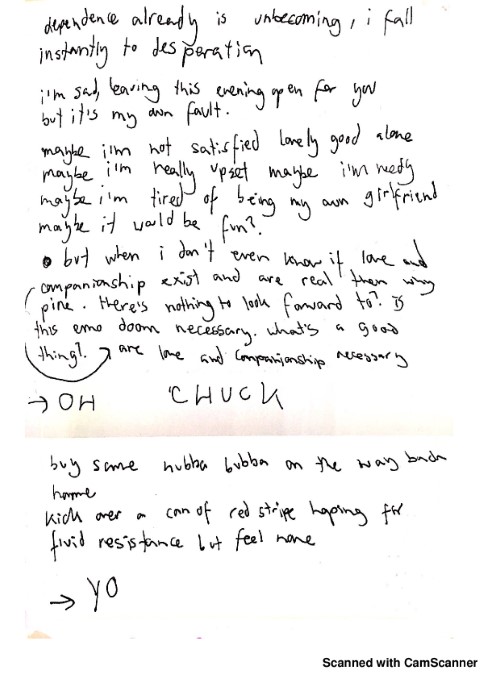 dependence already is unbecoming, i fall
instantly to desperation
i'm sad, leaving this evening open for you
but it's my own fault.
maybe i'm not satisfied lovely good alone
maybe i'm really upset maybe i'm needy
maybe i'm tired of being my own girlfriend
maybe it would be fun?
• but when i don't even know if love and
companionship exist and are real then why
pine. there's nothing to look forward to? is
this emo doom necessary. what's a good
thing?. → are love and companionship necessary
→ OH CHUCK
buy some hubba bubba on the way back
home
kick over a can of red stripe hoping for
fluid resistance but feel none
→ YO
Scanned with CamScanner